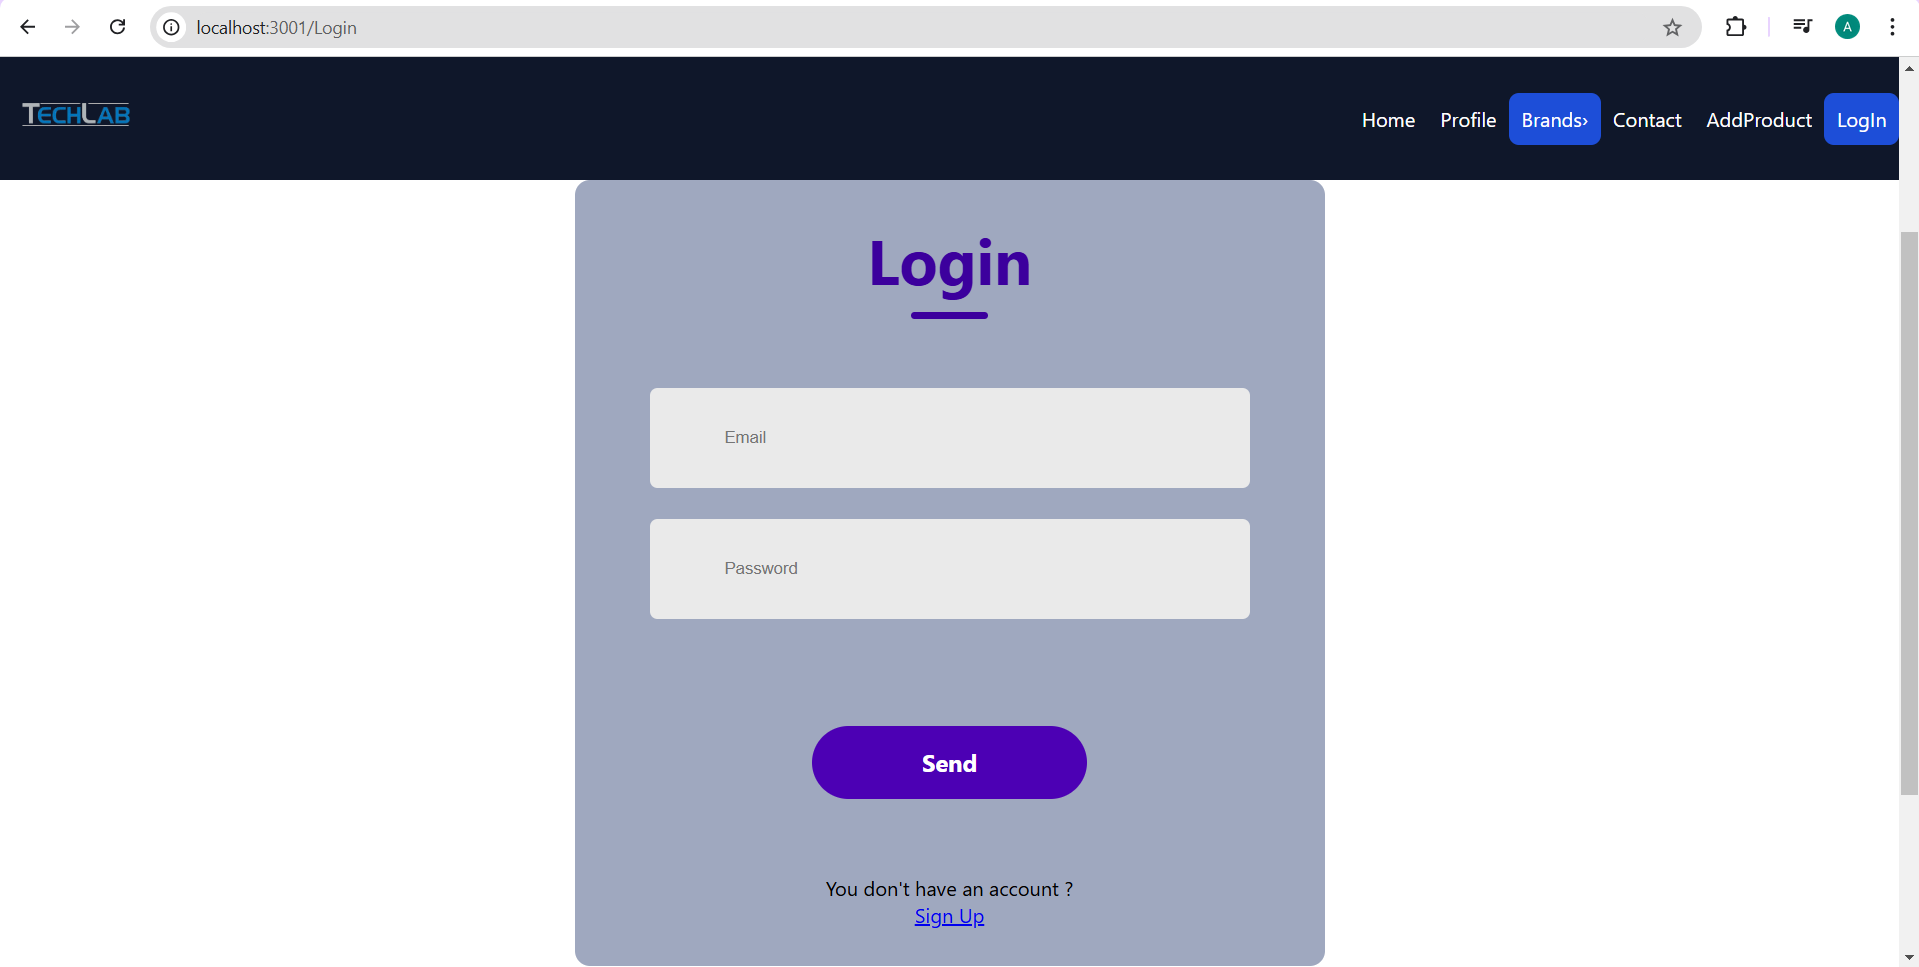 localhost:3001/Login
A
TECHLAB
Home Profile Brands› Contact AddProduct LogIn
Login
Email
Password
Send
You don't have an account ?
Sign Up